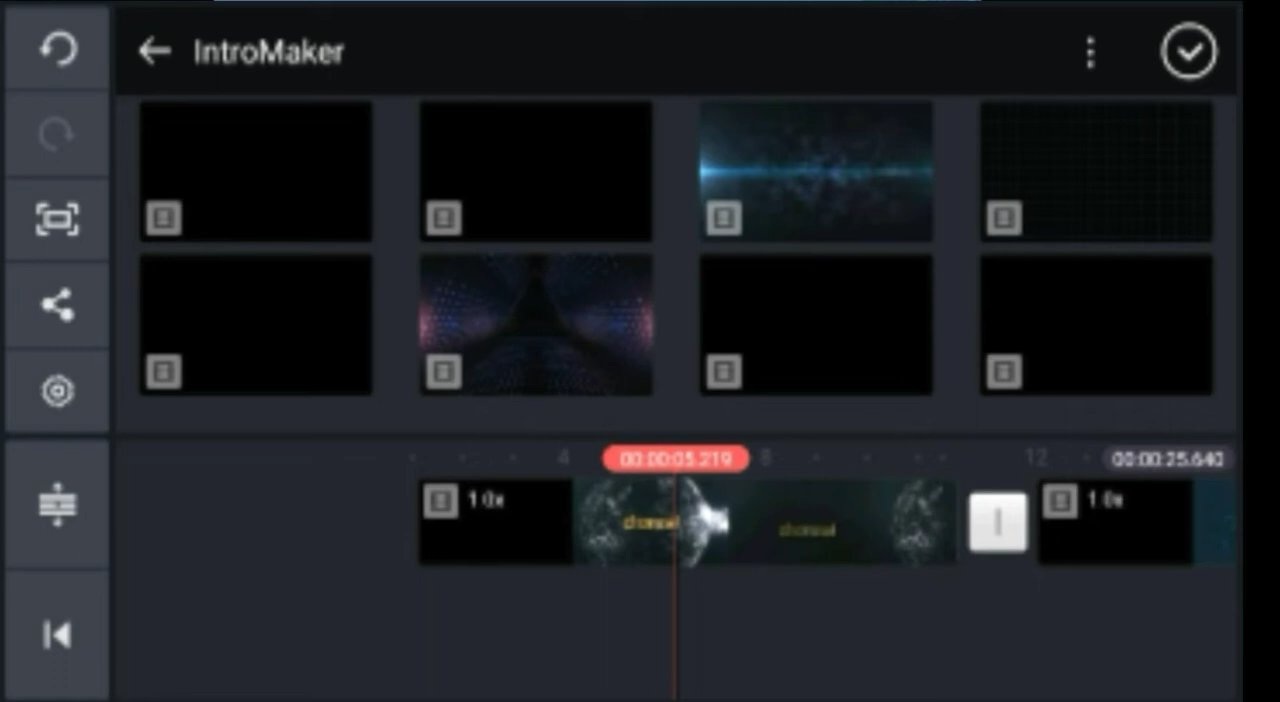 IntroMaker
4
00:00:05.219
8
12
00:00:25.640
1.0x
channel
channel
1.0x